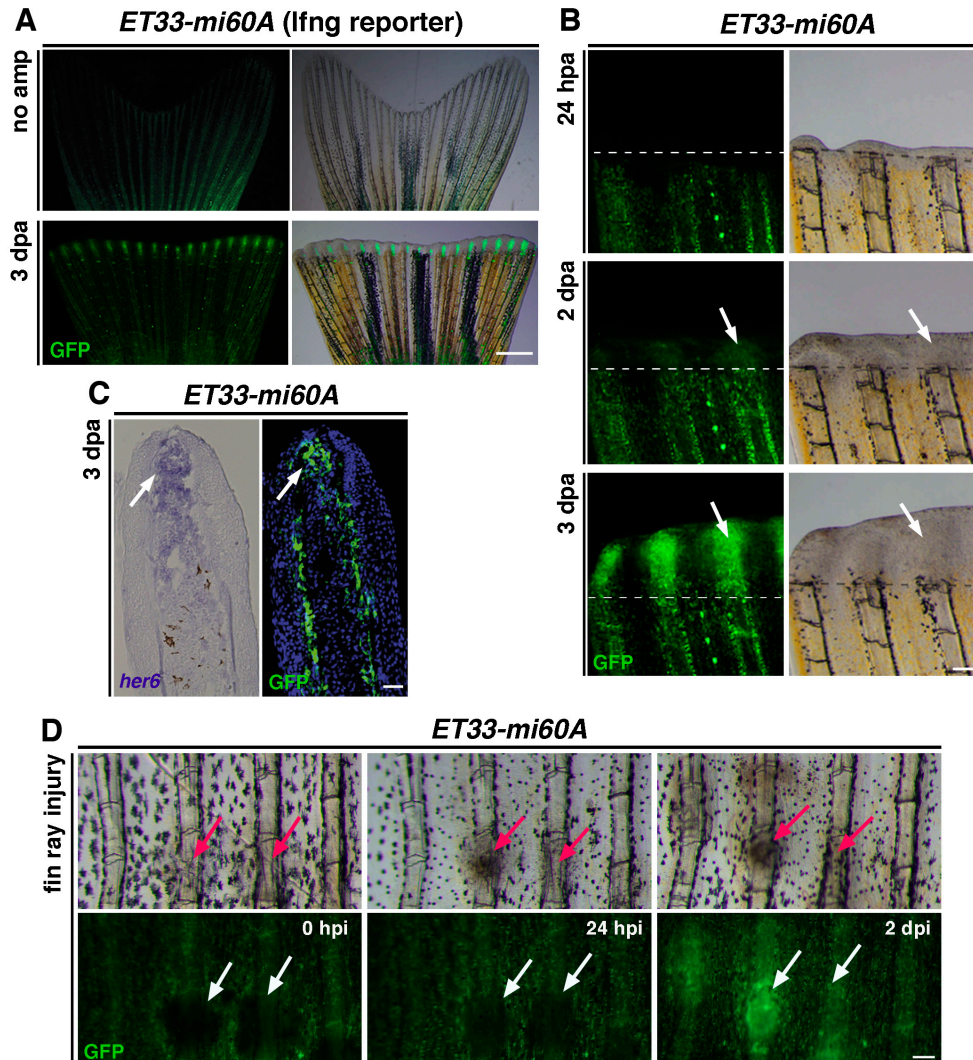 A
ET33-mi60A (lfng reporter)
no amp
3 dpa
GFP
B
ET33-mi60A
24 hpa
2 dpa
3 dpa
GFP
C
ET33-mi60A
3 dpa
her6
GFP
D
ET33-mi60A
fin ray injury
0 hpi
24 hpi
2 dpi
GFP